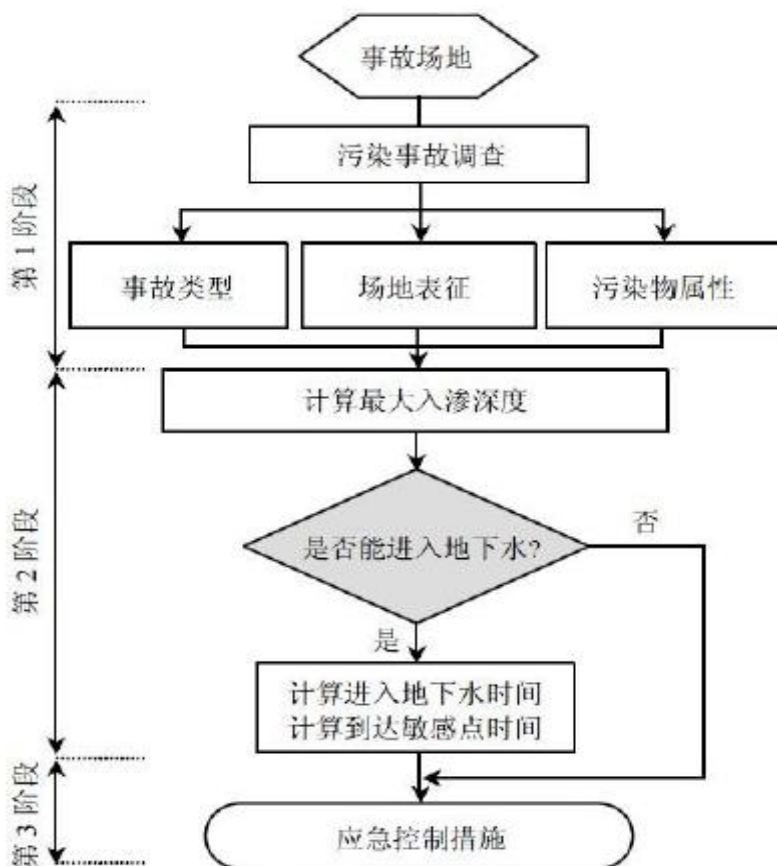 事故场地
第 1 阶段
污染事故调查
事故类型
场地表征
污染物属性
第 2 阶段
计算最大入渗深度
是否能进入地下水?
否
是
计算进入地下水时间
计算到达敏感点时间
第 3 阶段
应急控制措施